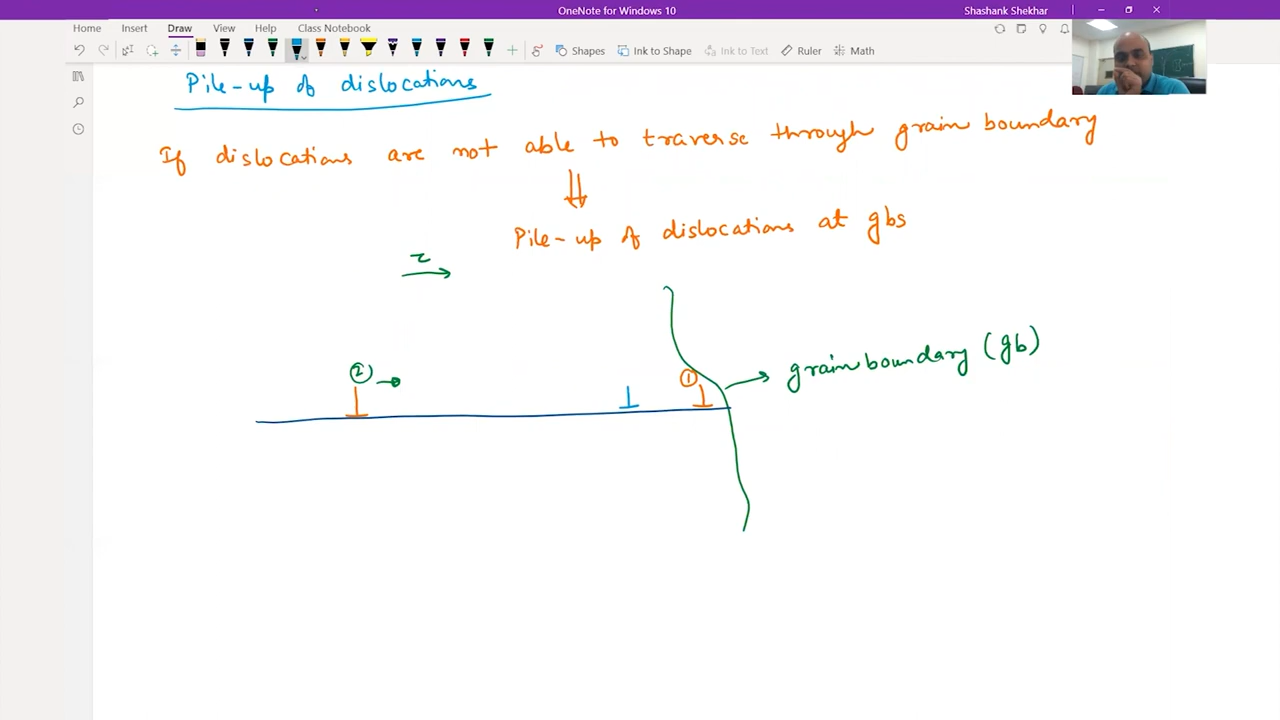 OneNote for Windows 10
Shashank Shekhar
Home Insert Draw View Help Class Notebook
Shapes Ink to Shape Ink to Text Ruler Math
Pile-up of dislocations
If dislocations are not able to traverse through grain boundary
Pile-up of dislocations at gbs
τ
② ①
grain boundary (gb)